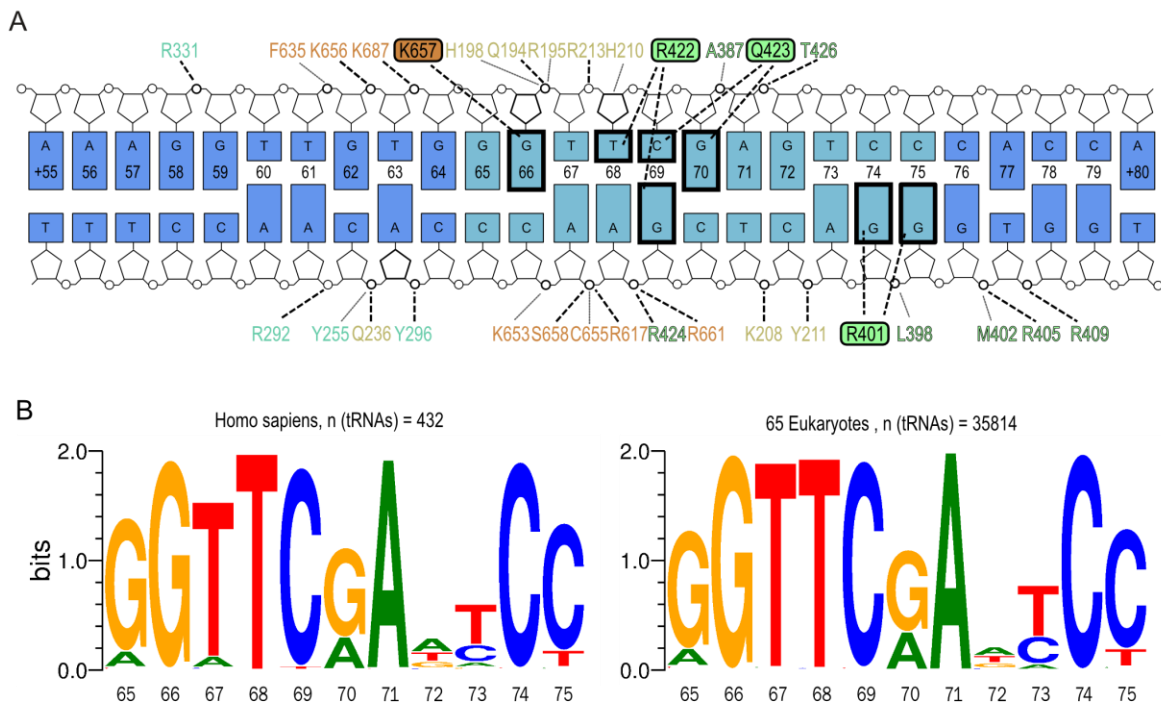 A
R331 F635 K656 K687 K657 H198 Q194 R195 R213 H210 R422 A387 Q423 T426
A A A G G T T G T G G G T T C G A G T C C C A C C A
+55 56 57 58 59 60 61 62 63 64 65 66 67 68 69 70 71 72 73 74 75 76 77 78 79 +80
T T T C C A A C A C C C A A G C T C A G G G T G G T
R292 Y255 Q236 Y296 K653 S658 C655 R617 R424 R661 K208 Y211 R401 L398 M402 R405 R409
B
Homo sapiens, n (tRNAs) = 432
65 Eukaryotes , n (tRNAs) = 35814
bits
2.0
1.0
0.0
G G T T C G A A T C C
A A A T C T
G
65 66 67 68 69 70 71 72 73 74 75
2.0
1.0
0.0
G G T T C G A A T C C
A A T C T
G A
65 66 67 68 69 70 71 72 73 74 75